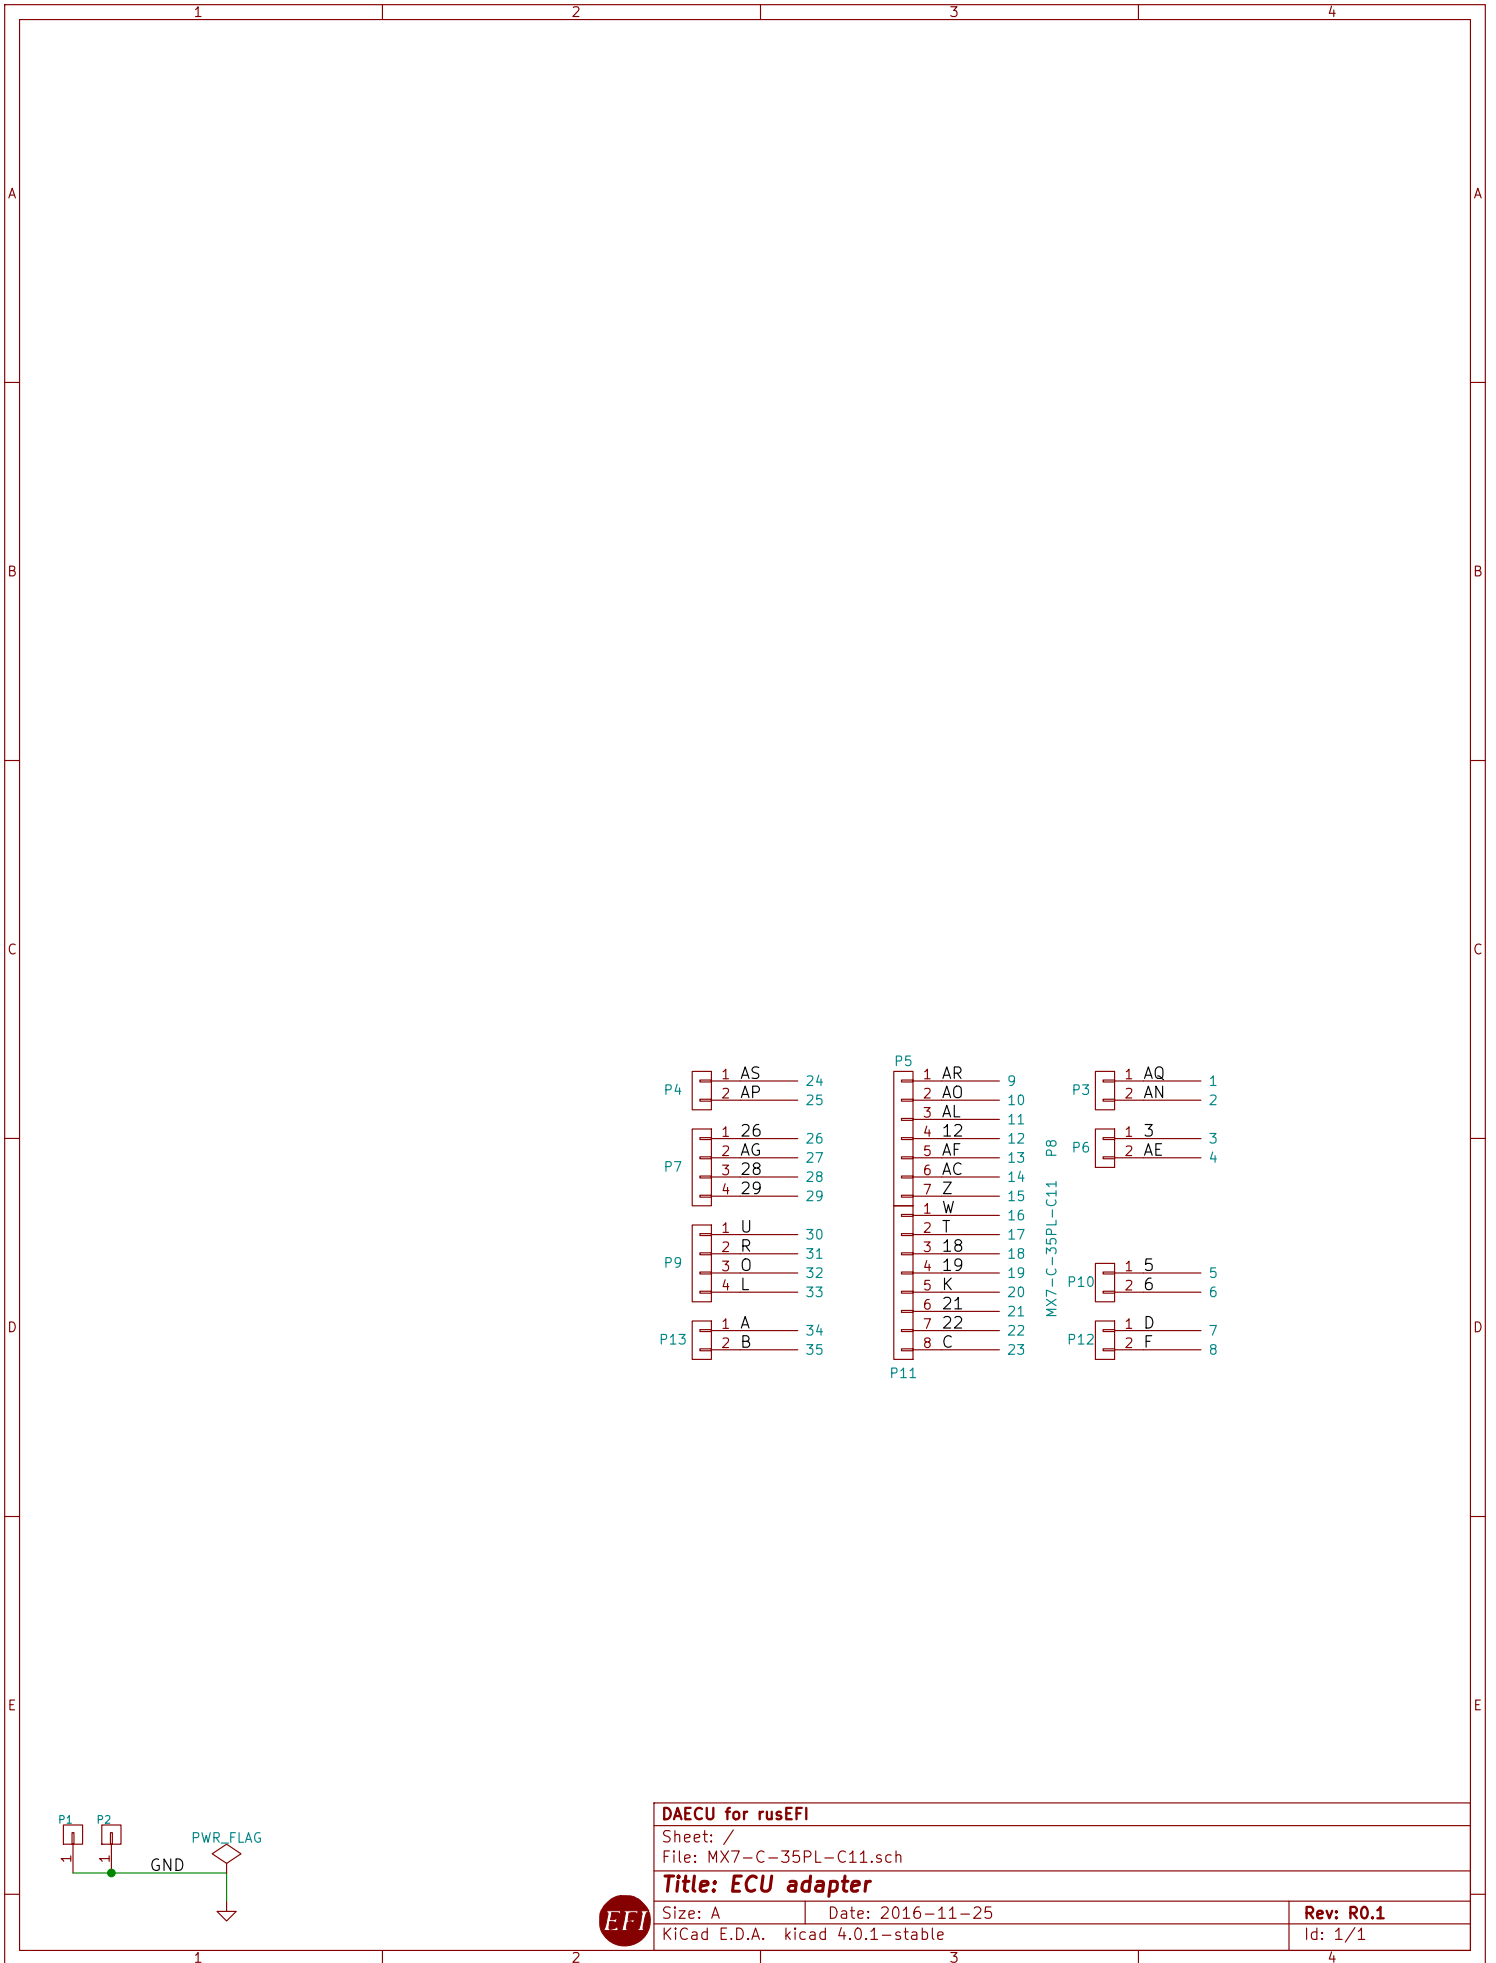 1 2 3 4
A A
B B
C C
D D
E E
P4
1 AS 24
2 AP 25
P7
1 26 26
2 AG 27
3 28 28
4 29 29
P9
1 U 30
2 R 31
3 O 32
4 L 33
P13
1 A 34
2 B 35
P5
1 AR 9
2 AO 10
3 AL 11
4 12 12
5 AF 13
6 AC 14
7 Z 15
1 W 16
2 T 17
3 18 18
4 19 19
5 K 20
6 21 21
7 22 22
8 C 23
P11
P8
MX7-C-35PL-C11
P3
1 AQ 1
2 AN 2
P6
1 3 3
2 AE 4
P10
1 5 5
2 6 6
P12
1 D 7
2 F 8
P1 P2
1 1
GND
PWR_FLAG
DAECU for rusEFI
Sheet: /
File: MX7-C-35PL-C11.sch
Title: ECU adapter
Size: A Date: 2016-11-25 Rev: R0.1
KiCad E.D.A. kicad 4.0.1-stable Id: 1/1
EFI
1 2 3 4